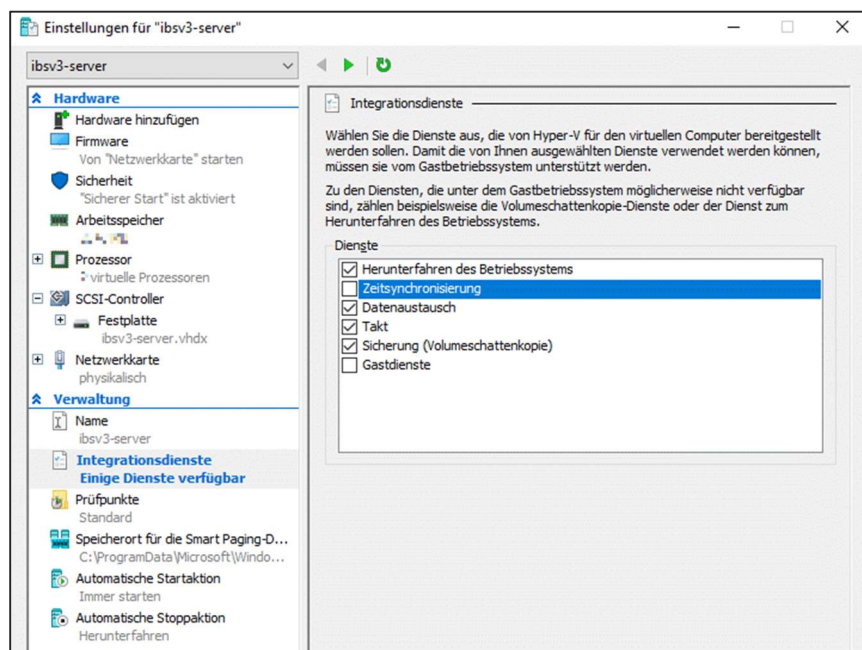 Einstellungen für "ibsv3-server"
ibsv3-server
Hardware
Hardware hinzufügen
Firmware
Von "Netzwerkkarte" starten
Sicherheit
"Sicherer Start" ist aktiviert
Arbeitsspeicher
Prozessor
virtuelle Prozessoren
SCSI-Controller
Festplatte
ibsv3-server.vhdx
Netzwerkkarte
physikalisch
Verwaltung
Name
ibsv3-server
Integrationsdienste
Einige Dienste verfügbar
Prüfpunkte
Standard
Speicherort für die Smart Paging-D...
C:\ProgramData\Microsoft\Windo...
Automatische Startaktion
Immer starten
Automatische Stoppaktion
Herunterfahren
Integrationsdienste
Wählen Sie die Dienste aus, die von Hyper-V für den virtuellen Computer bereitgestellt
werden sollen. Damit die von Ihnen ausgewählten Dienste verwendet werden können,
müssen sie vom Gastbetriebssystem unterstützt werden.
Zu den Diensten, die unter dem Gastbetriebssystem möglicherweise nicht verfügbar
sind, zählen beispielsweise die Volumeschattenkopie-Dienste oder der Dienst zum
Herunterfahren des Betriebssystems.
Dienste
Herunterfahren des Betriebssystems
Zeitsynchronisierung
Datenaustausch
Takt
Sicherung (Volumeschattenkopie)
Gastdienste